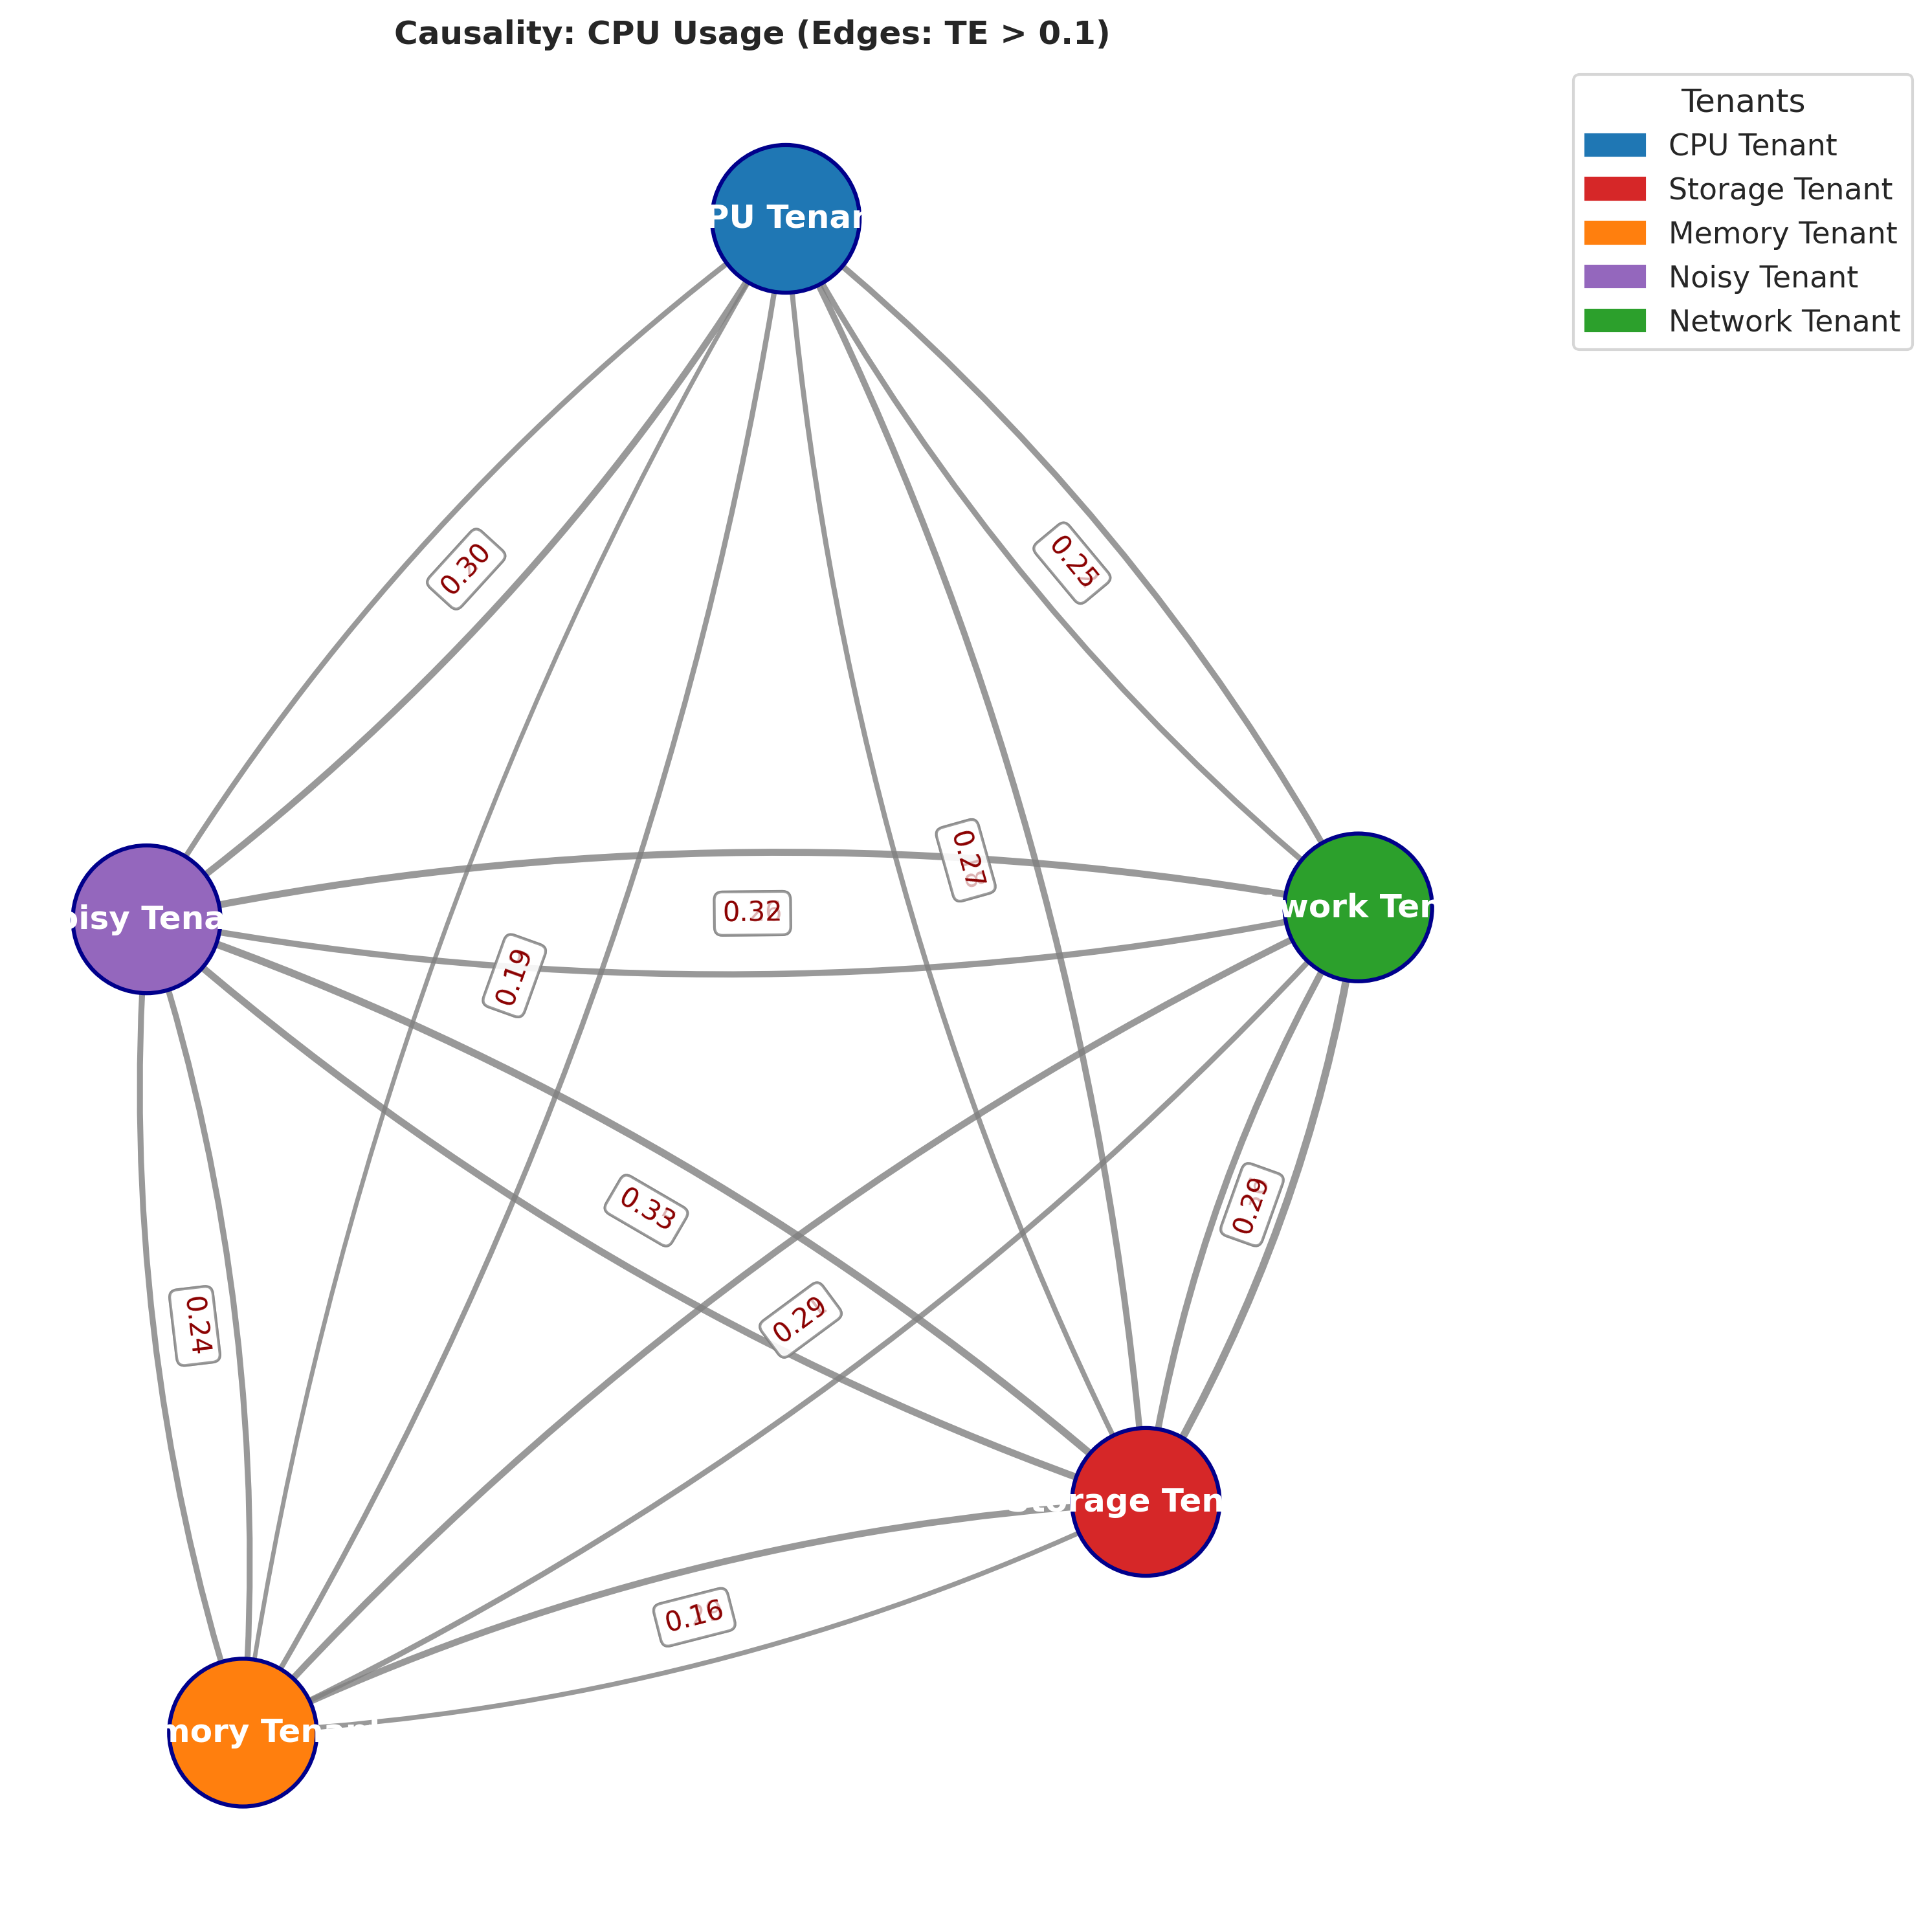 Causality: CPU Usage (Edges: TE > 0.1)
Tenants
CPU Tenant
Storage Tenant
Memory Tenant
Noisy Tenant
Network Tenant
PU Tenan
0.30
0.25
0.27
oisy Tena
0.32
work Ten
0.19
0.33
0.29
0.29
0.24
torage Ten
0.16
mory Tenant